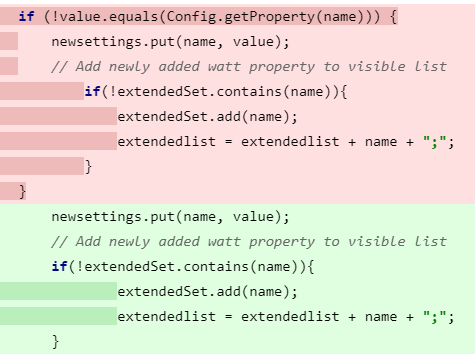 if (!value.equals(Config.getProperty(name))) {
newsettings.put(name, value);
// Add newly added watt property to visible list
if(!extendedSet.contains(name)){
extendedSet.add(name);
extendedlist = extendedlist + name + ";";
}
}
newsettings.put(name, value);
// Add newly added watt property to visible list
if(!extendedSet.contains(name)){
extendedSet.add(name);
extendedlist = extendedlist + name + ";";
}